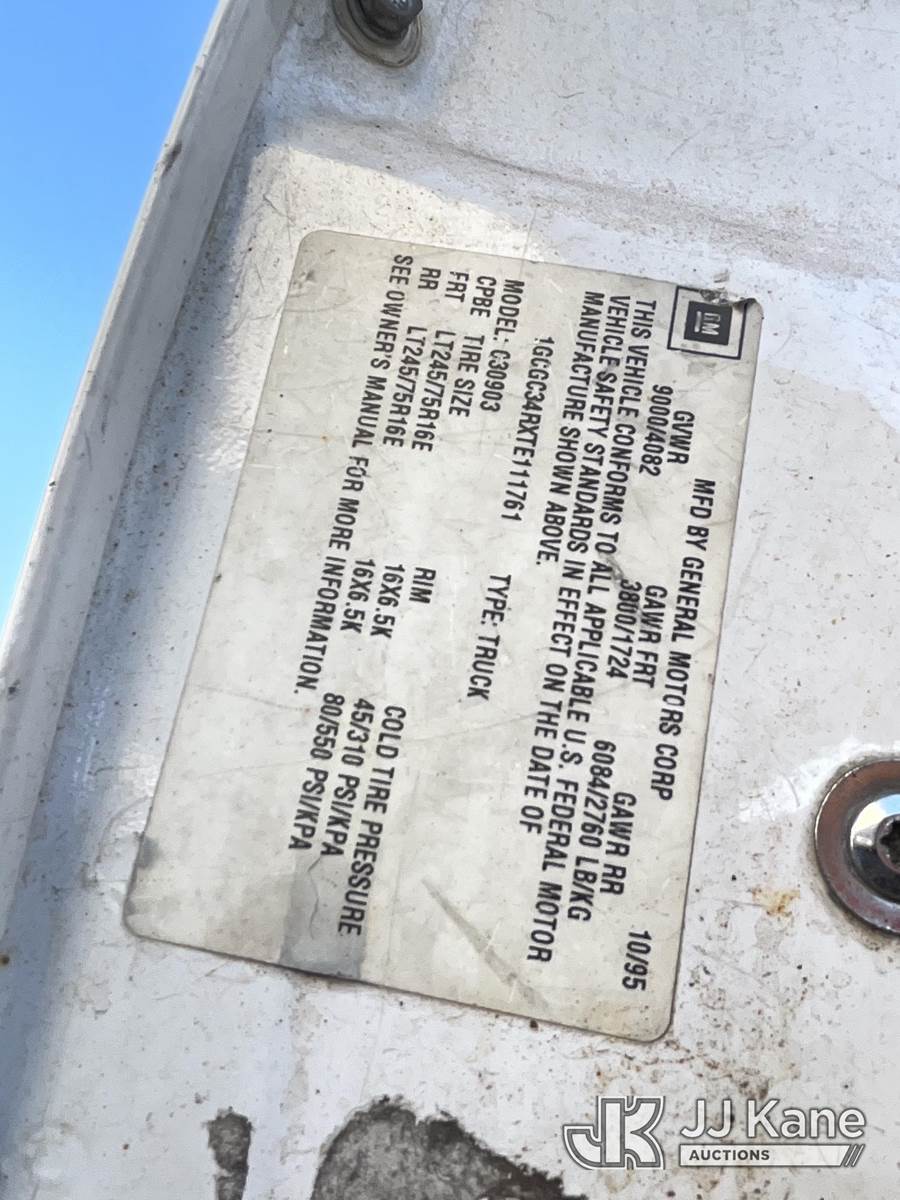 GM
MFD BY GENERAL MOTORS CORP 10/95
GVWR GAWR FRT GAWR RR
9000/4082 3800/1724 6084/2760 LB/KG
THIS VEHICLE CONFORMS TO ALL APPLICABLE U.S. FEDERAL MOTOR
VEHICLE SAFETY STANDARDS IN EFFECT ON THE DATE OF
MANUFACTURE SHOWN ABOVE.
1GCGC34RXTE111761 TYPE: TRUCK
MODEL: C30903
CPBE TIRE SIZE RIM COLD TIRE PRESSURE
FRT LT245/75R16E 16X6.5K 45/310 PSI/KPA
RR LT245/75R16E 16X6.5K 80/550 PSI/KPA
SEE OWNER'S MANUAL FOR MORE INFORMATION.
JK JJ Kane
AUCTIONS